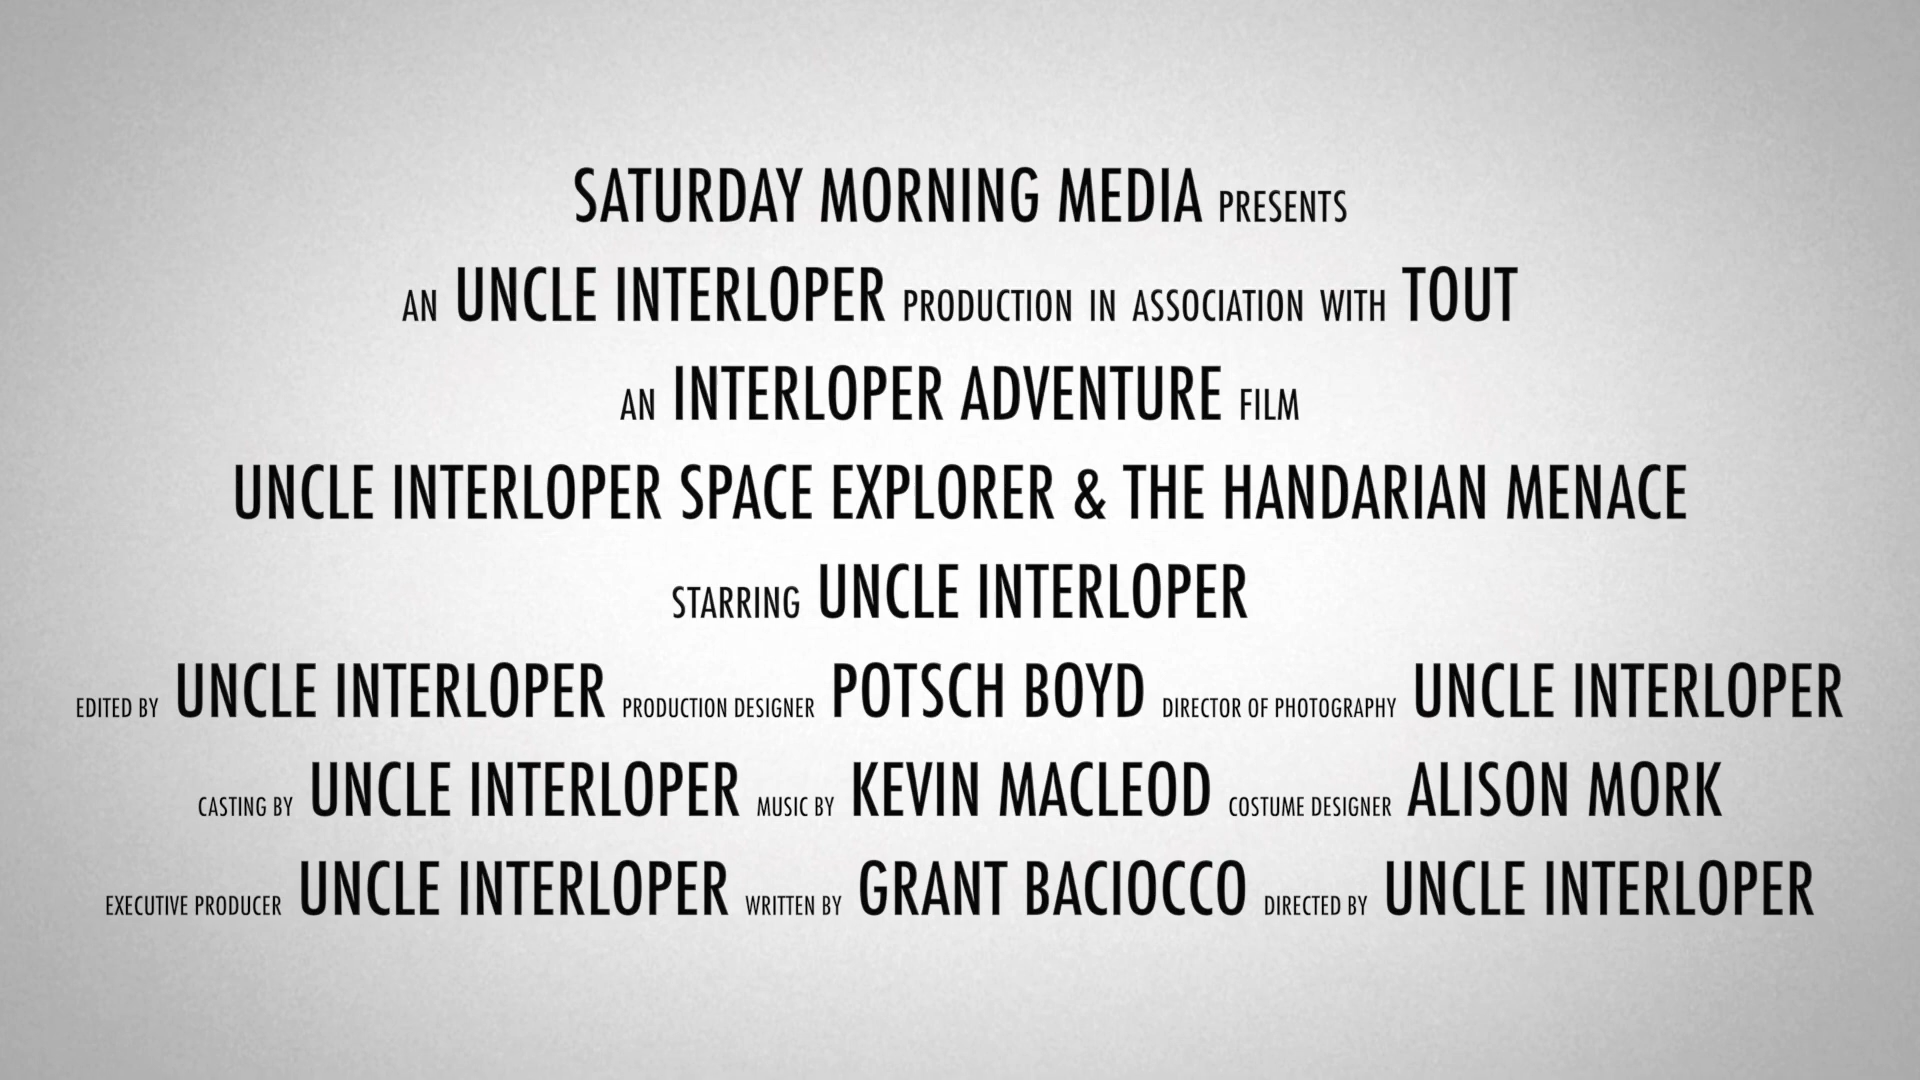 SATURDAY MORNING MEDIA PRESENTS
AN UNCLE INTERLOPER PRODUCTION IN ASSOCIATION WITH TOUT
AN INTERLOPER ADVENTURE FILM
UNCLE INTERLOPER SPACE EXPLORER & THE HANDARIAN MENACE
STARRING UNCLE INTERLOPER
EDITED BY UNCLE INTERLOPER PRODUCTION DESIGNER POTSCH BOYD DIRECTOR OF PHOTOGRAPHY UNCLE INTERLOPER
CASTING BY UNCLE INTERLOPER MUSIC BY KEVIN MACLEOD COSTUME DESIGNER ALISON MORK
EXECUTIVE PRODUCER UNCLE INTERLOPER WRITTEN BY GRANT BACIOCCO DIRECTED BY UNCLE INTERLOPER